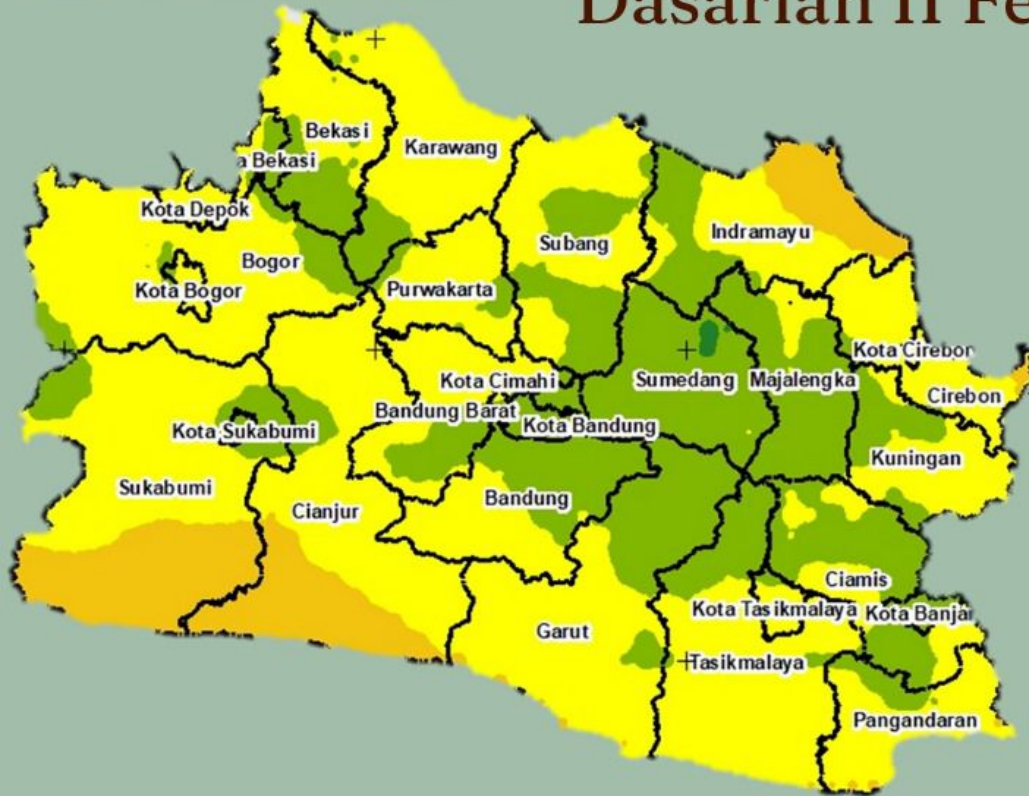 Dasarian II Fe
Bekasi
Karawang
a Bekasi
Kota Depok
Indramayu
Subang
Bogor
Kota Bogor
Purwakarta
Kota Cirebon
Kota Cimahi
Sumedang
Majalengka
Cirebon
Bandung Barat
Kota Bandung
Kota Sukabumi
Kuningan
Sukabumi
Bandung
Cianjur
Ciamis
Kota Tasikmalaya
Kota Banjar
Garut
Tasikmalaya
Pangandaran